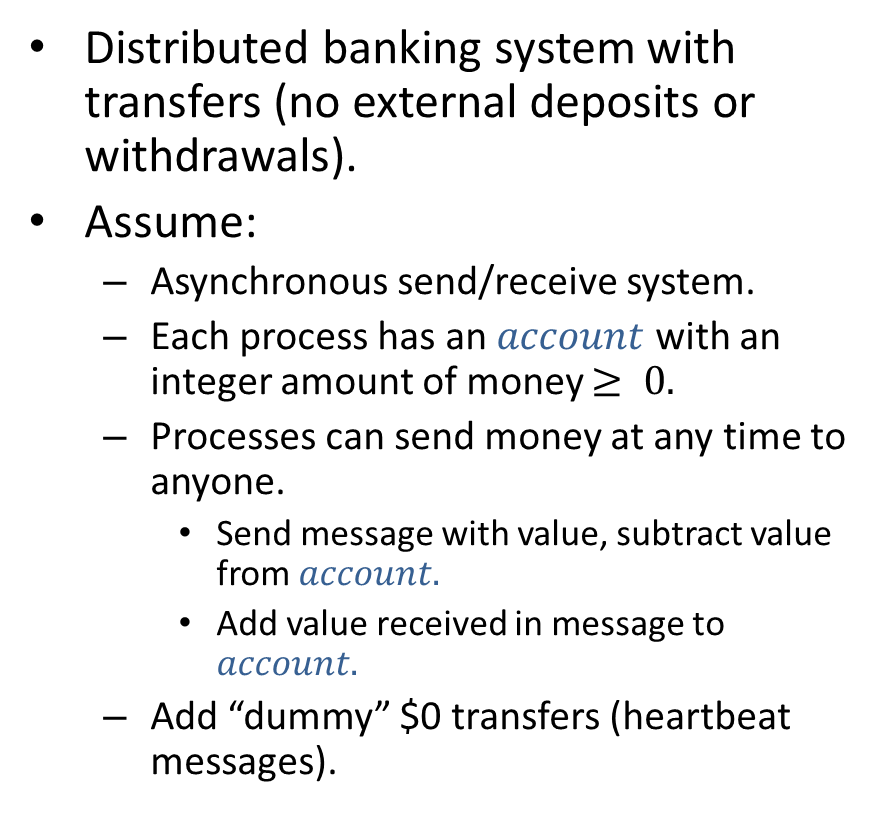 • Distributed banking system with
transfers (no external deposits or
withdrawals).
• Assume:
– Asynchronous send/receive system.
– Each process has an account with an
integer amount of money ≥ 0.
– Processes can send money at any time to
anyone.
• Send message with value, subtract value
from account.
• Add value received in message to
account.
– Add “dummy” $0 transfers (heartbeat
messages).